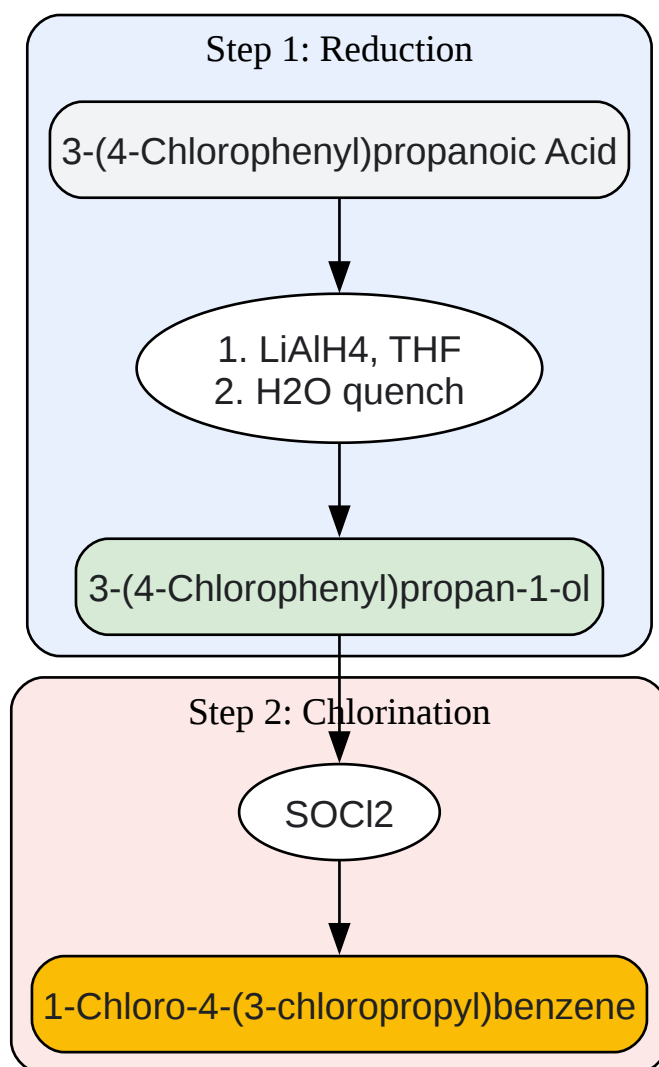 Step 1: Reduction
3-(4-Chlorophenyl)propanoic Acid
1. LiAlH4, THF
2. H2O quench
3-(4-Chlorophenyl)propan-1-ol
Step 2: Chlorination
SOCl2
1-Chloro-4-(3-chloropropyl)benzene